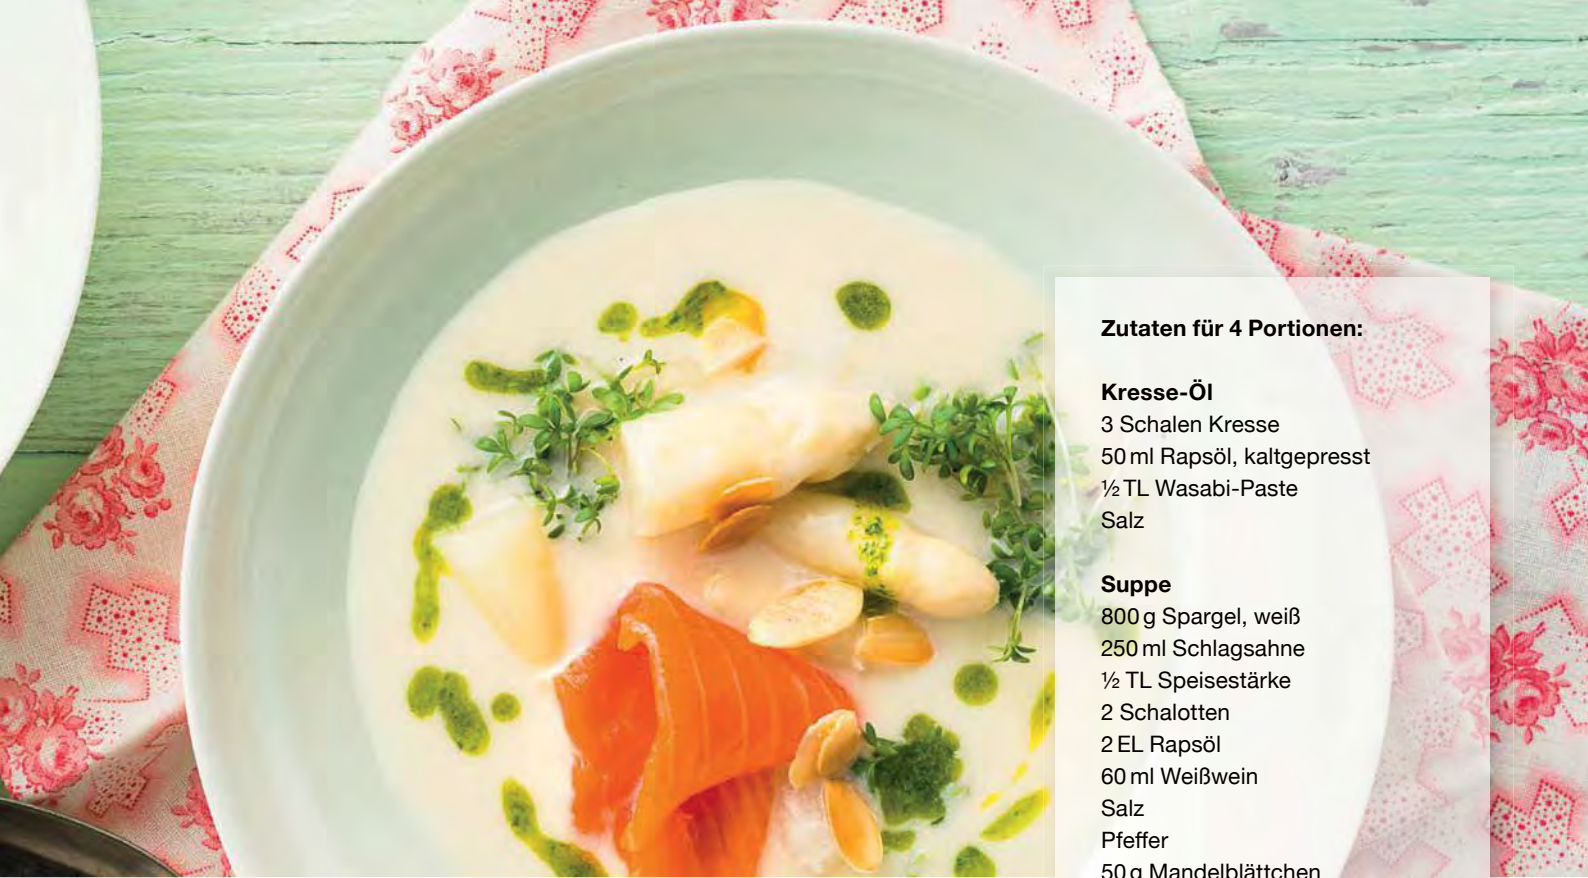 Zutaten für 4 Portionen:
Kresse-Öl
3 Schalen Kresse
50 ml Rapsöl, kaltgepresst
½ TL Wasabi-Paste
Salz
Suppe
800 g Spargel, weiß
250 ml Schlagsahne
½ TL Speisestärke
2 Schalotten
2 EL Rapsöl
60 ml Weißwein
Salz
Pfeffer
50 g Mandelblättchen